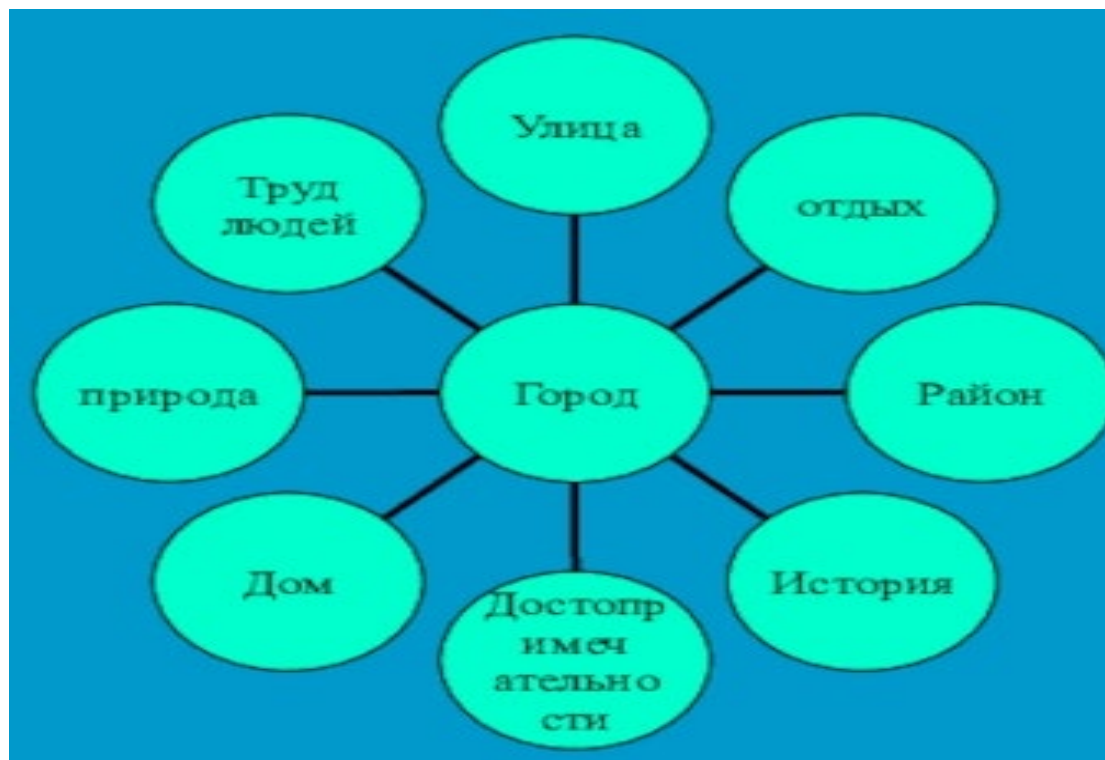 Улица
Труд
людей
отдых
природа
Город
Район
Дом
История
Достопр
имеч
ательно
сти